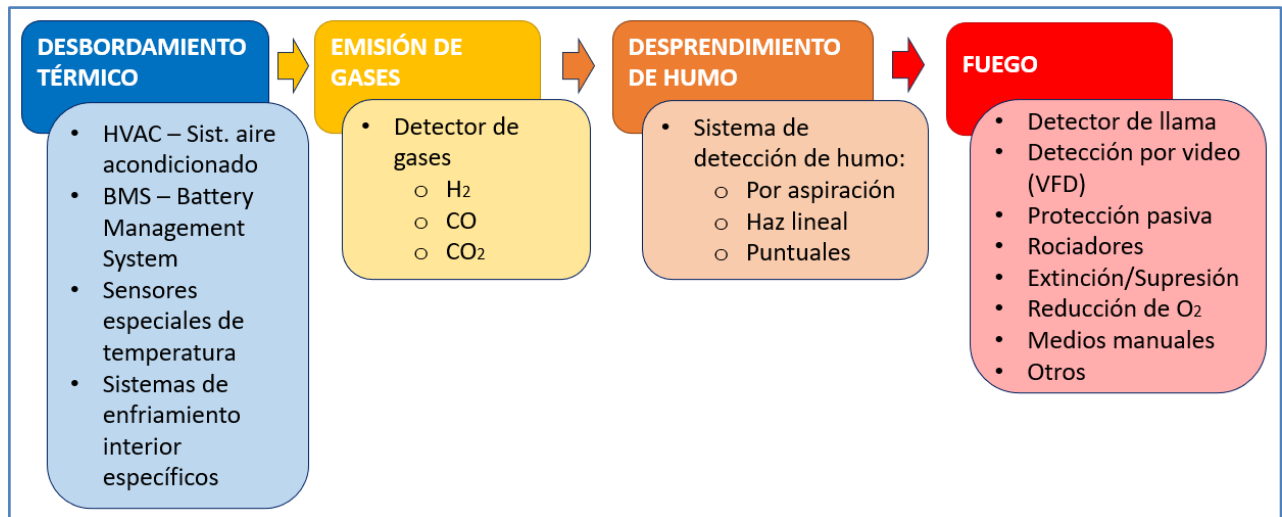 DESBORDAMIENTO
TÉRMICO
• HVAC – Sist. aire
acondicionado
• BMS – Battery
Management
System
• Sensores
especiales de
temperatura
• Sistemas de
enfriamiento
interior
específicos
EMISIÓN DE
GASES
• Detector de
gases
o H2
o CO
o CO2
DESPRENDIMIENTO
DE HUMO
• Sistema de
detección de humo:
o Por aspiración
o Haz lineal
o Puntuales
FUEGO
• Detector de llama
• Detección por video
(VFD)
• Protección pasiva
• Rociadores
• Extinción/Supresión
• Reducción de O2
• Medios manuales
• Otros